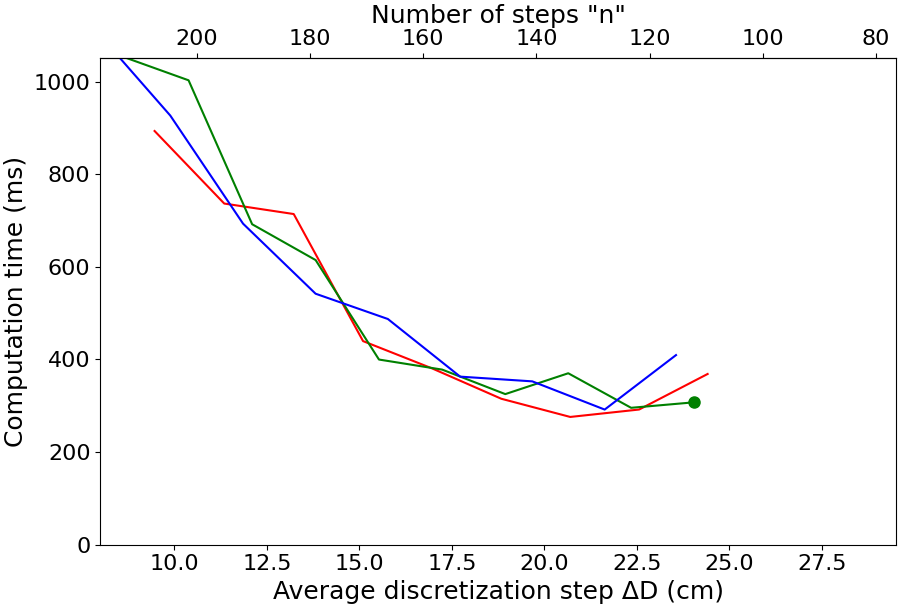 Number of steps "n"
200 180 160 140 120 100 80
Computation time (ms)
1000
800
600
400
200
0
10.0 12.5 15.0 17.5 20.0 22.5 25.0 27.5
Average discretization step ΔD (cm)